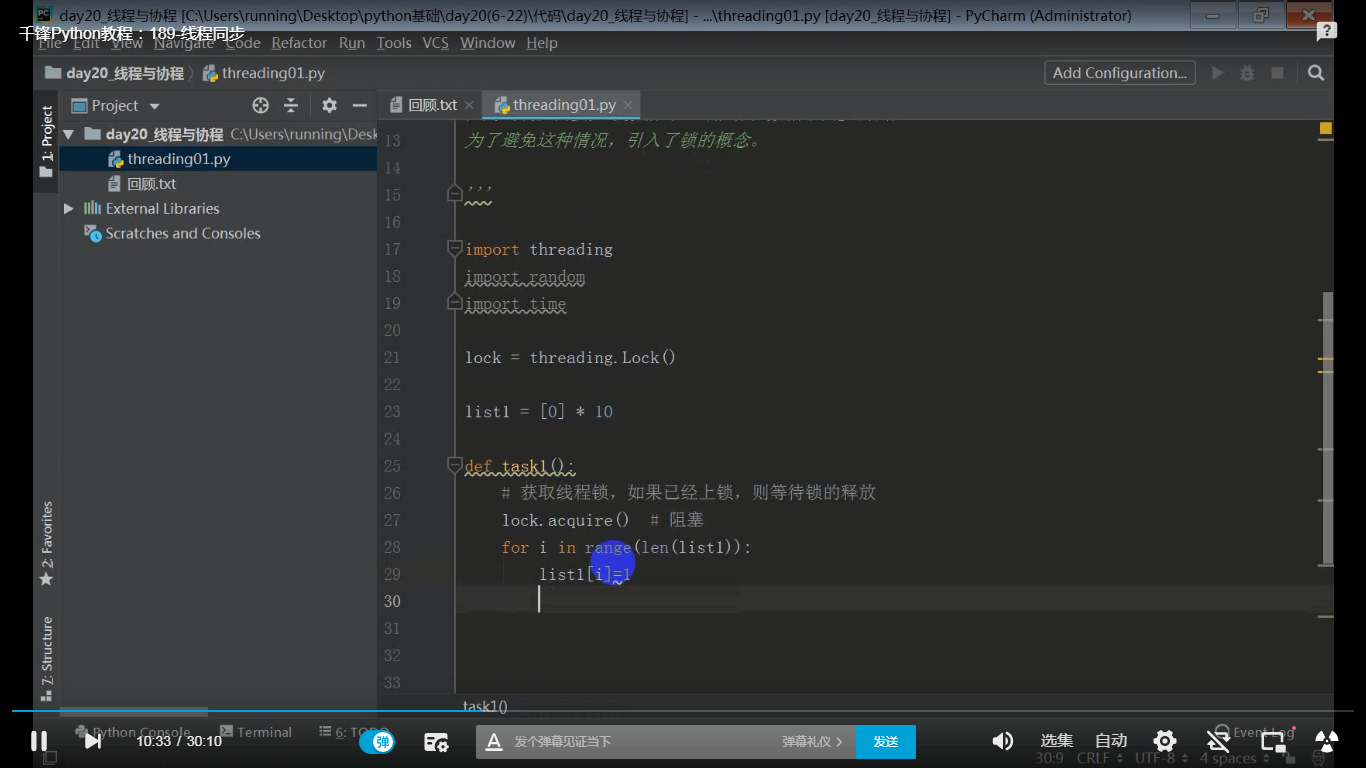 day20_线程与协程 [C:\Users\running\Desktop\python基础\day20(6-22)\代码\day20_线程与协程] - ...\threading01.py [day20_线程与协程] - PyCharm (Administrator)
千锋Python教程：189-线程同步
File Edit View Navigate Code Refactor Run Tools VCS Window Help
day20_线程与协程 threading01.py Add Configuration...
Project 回顾.txt threading01.py
1: Project
day20_线程与协程 C:\Users\running\Desk
threading01.py
回顾.txt
External Libraries
Scratches and Consoles
2: Favorites
7: Structure
13 为了避免这种情况，引入了锁的概念。
14
15 '''
16
17 import threading
18 import random
19 import time
20
21 lock = threading.Lock()
22
23 list1 = [0] * 10
24
25 def task1():
26 # 获取线程锁，如果已经上锁，则等待锁的释放
27 lock.acquire() # 阻塞
28 for i in range(len(list1)):
29 list1[i]=1
30
31
32
33
task1()
Python Console Terminal 6: TODO Event Log
10:33 / 30:10 弹 发个弹幕见证当下 弹幕礼仪 发送 选集 自动
30:9 CRLF UTF-8 4 spaces